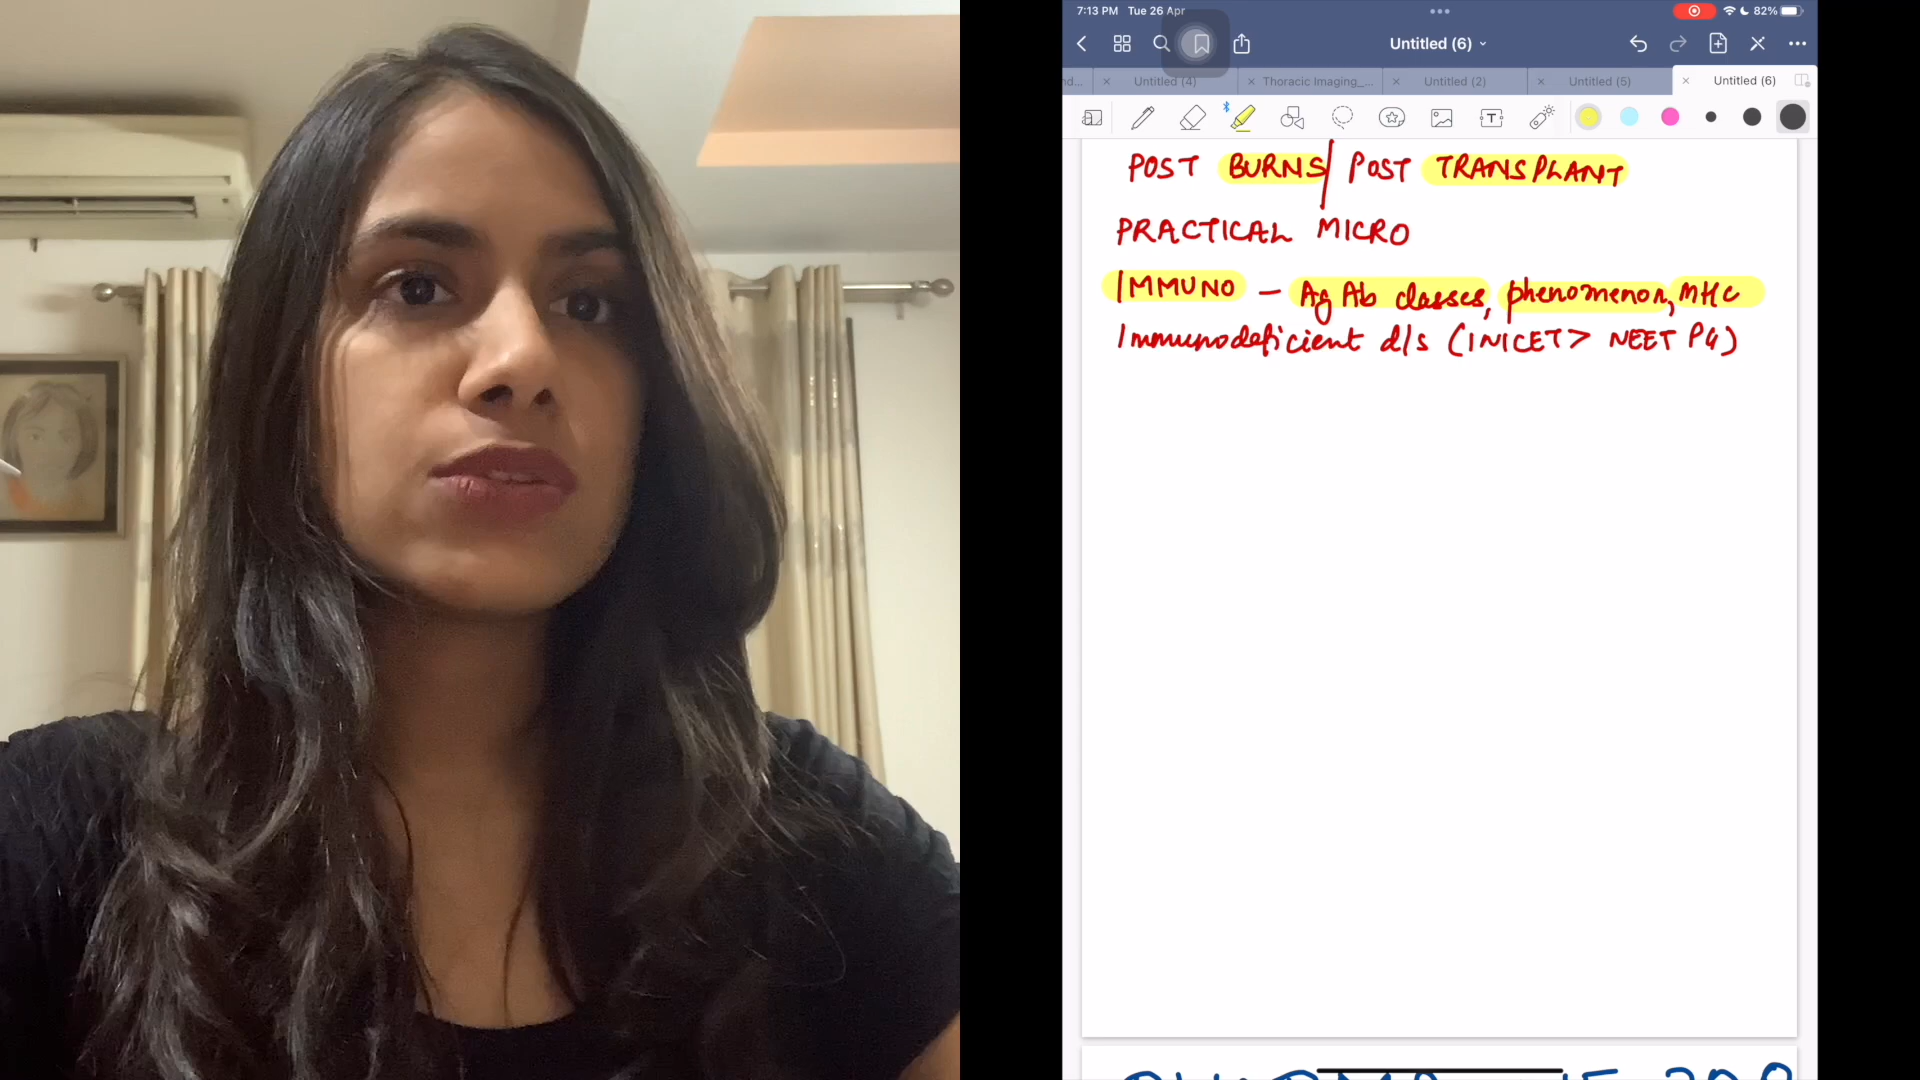 7:13 PM Tue 26 Apr
82%
Untitled (6)
Untitled (4) Thoracic Imaging_... Untitled (2) Untitled (5) Untitled (6)
POST BURNS/ POST TRANSPLANT
PRACTICAL MICRO
IMMUNO – Ag Ab classes, phenomenon, MHC
Immunodeficient d/s (INICET > NEET PG)